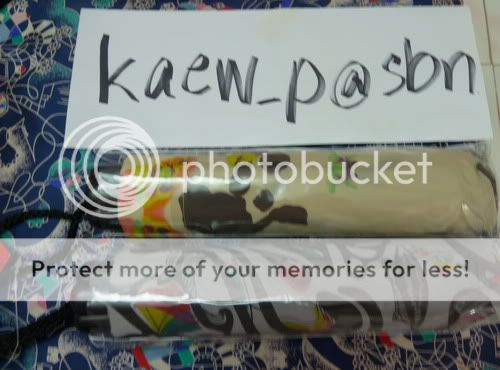 kaew_p@sbn
photobucket
Protect more of your memories for less!